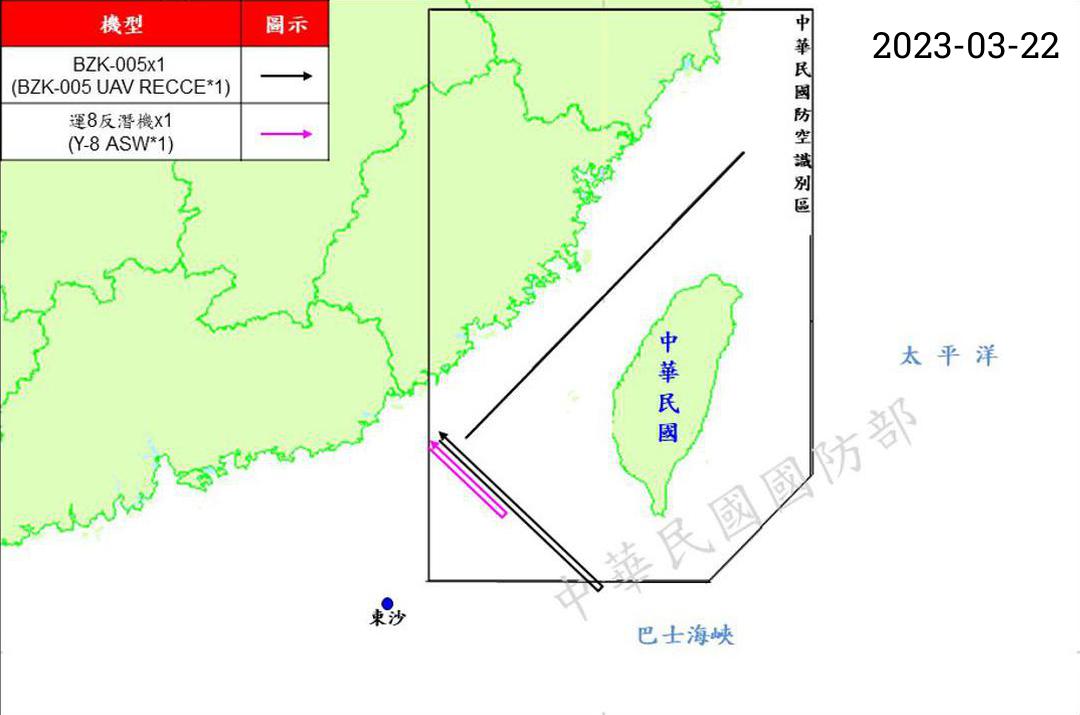 機型 圖示
BZK-005x1
(BZK-005 UAV RECCE*1)
運8反潛機x1
(Y-8 ASW*1)
2023-03-22
中華民國防空識別區
中華民國
太平洋
中華民國國防部
東沙
巴士海峽